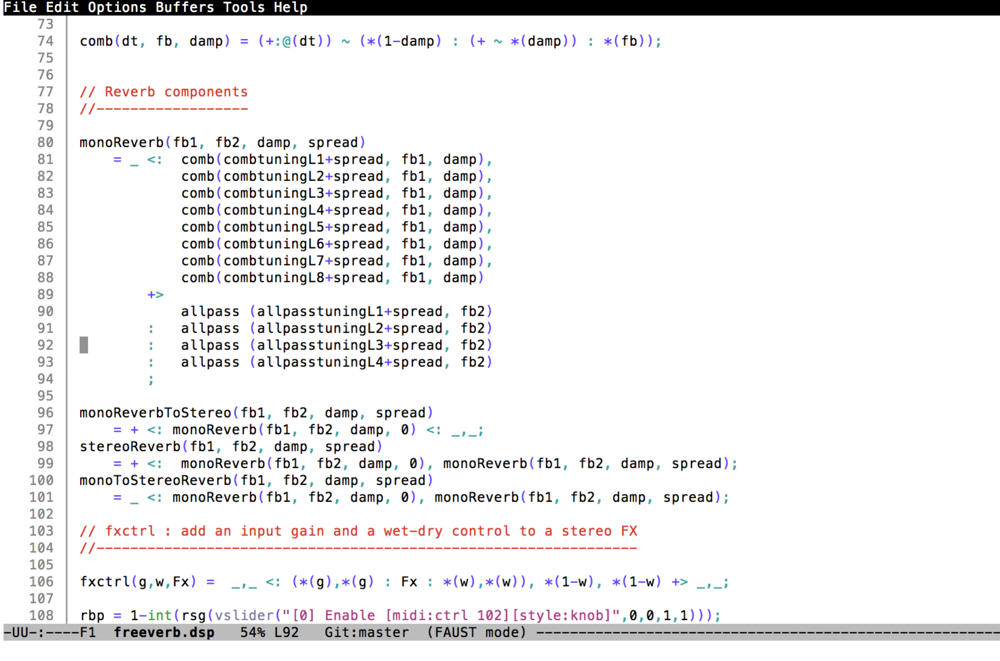 File Edit Options Buffers Tools Help
73
74 comb(dt, fb, damp) = (+:@(dt)) ~ (*(1-damp) : (+ ~ *(damp)) : *(fb));
75
76
77 // Reverb components
78 //------------------
79
80 monoReverb(fb1, fb2, damp, spread)
81     = _ <:  comb(combtuningL1+spread, fb1, damp),
82             comb(combtuningL2+spread, fb1, damp),
83             comb(combtuningL3+spread, fb1, damp),
84             comb(combtuningL4+spread, fb1, damp),
85             comb(combtuningL5+spread, fb1, damp),
86             comb(combtuningL6+spread, fb1, damp),
87             comb(combtuningL7+spread, fb1, damp),
88             comb(combtuningL8+spread, fb1, damp)
89         +>
90             allpass (allpasstuningL1+spread, fb2)
91         :   allpass (allpasstuningL2+spread, fb2)
92         :   allpass (allpasstuningL3+spread, fb2)
93         :   allpass (allpasstuningL4+spread, fb2)
94         ;
95
96 monoReverbToStereo(fb1, fb2, damp, spread)
97     = + <: monoReverb(fb1, fb2, damp, 0) <: _,_;
98 stereoReverb(fb1, fb2, damp, spread)
99     = + <:  monoReverb(fb1, fb2, damp, 0), monoReverb(fb1, fb2, damp, spread);
100 monoToStereoReverb(fb1, fb2, damp, spread)
101     = _ <: monoReverb(fb1, fb2, damp, 0), monoReverb(fb1, fb2, damp, spread);
102
103 // fxctrl : add an input gain and a wet-dry control to a stereo FX
104 //----------------------------------------------------------------
105
106 fxctrl(g,w,Fx) =  _,_ <: (*(g),*(g) : Fx : *(w),*(w)), *(1-w), *(1-w) +> _,_;
107
108 rbp = 1-int(rsg(vslider("[0] Enable [midi:ctrl 102][style:knob]",0,0,1,1)));
-UU-:----F1  freeverb.dsp   54% L92   Git:master  (FAUST mode) -------------------------------------------------------